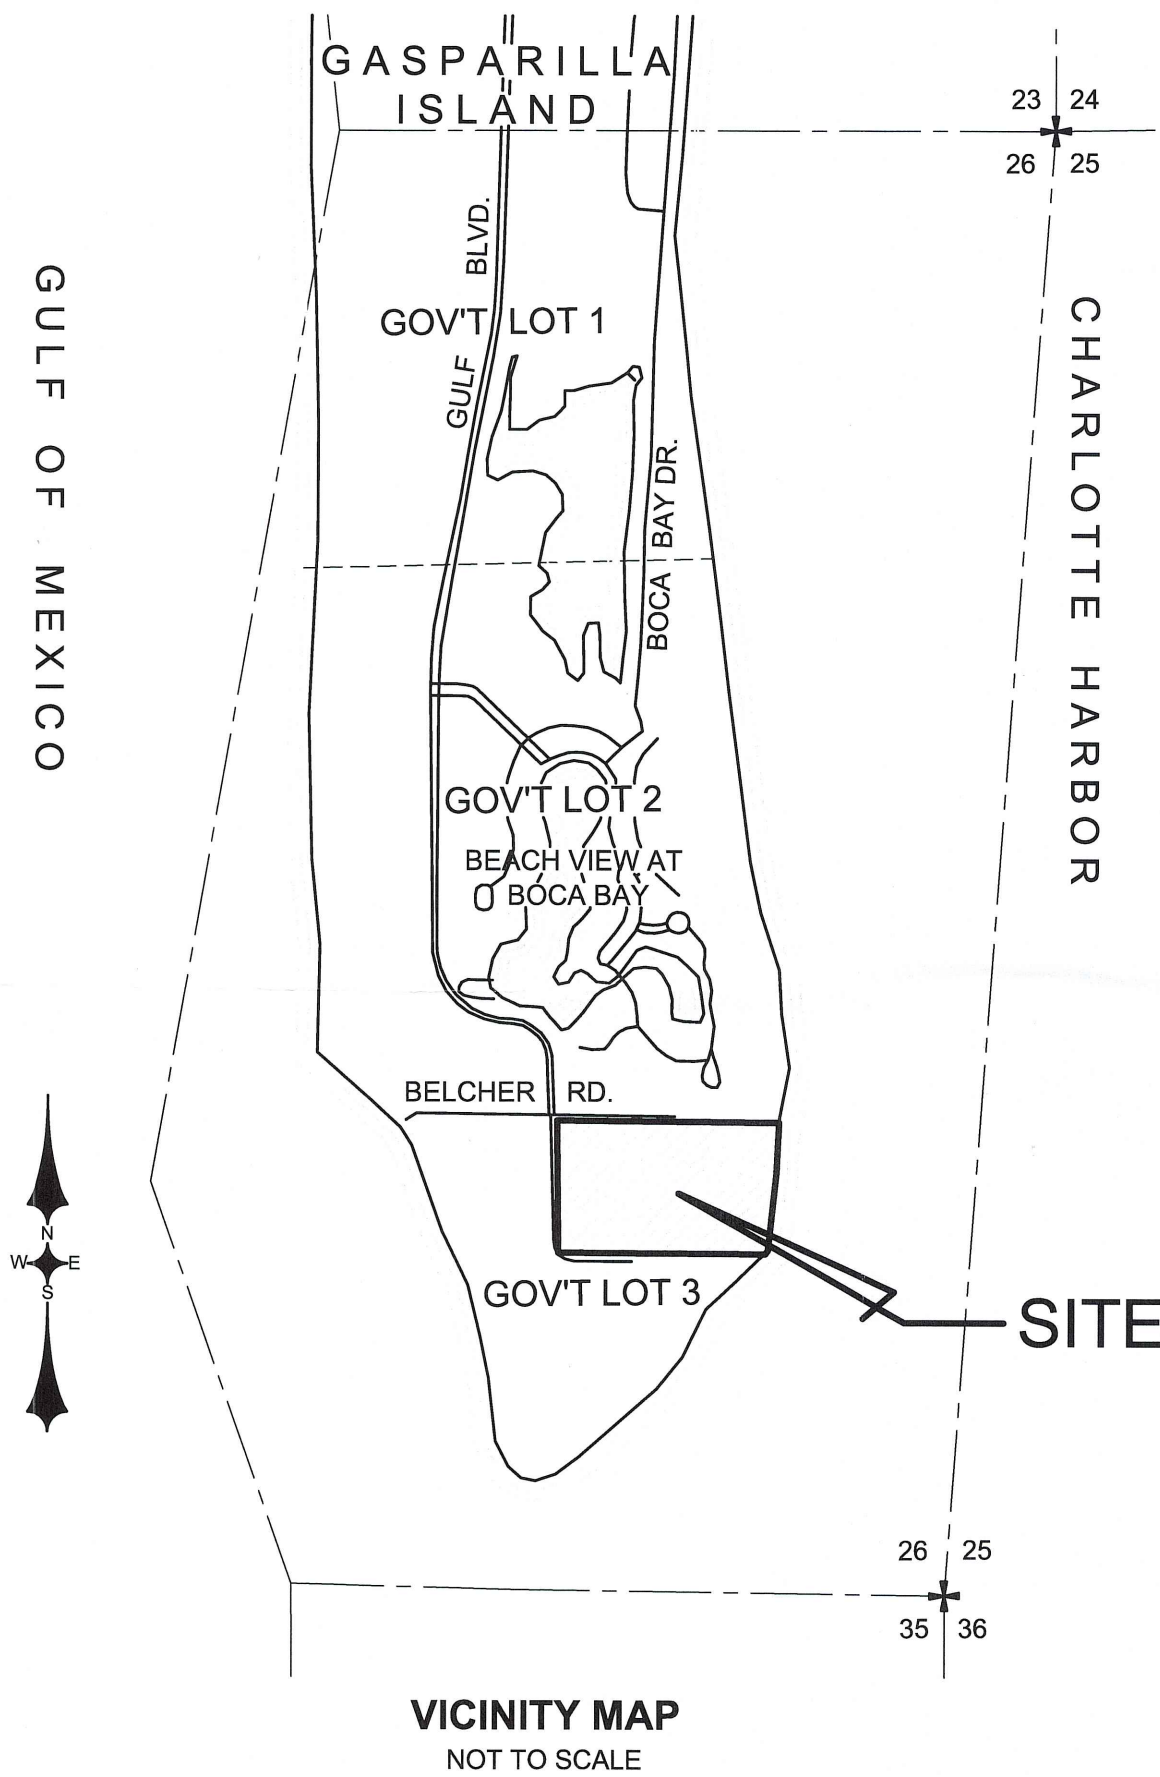 GASPARILLA
ISLAND
23 24
26 25
GULF OF MEXICO
CHARLOTTE HARBOR
GULF BLVD.
GOV'T LOT 1
BOCA BAY DR.
GOV'T LOT 2
BEACH VIEW AT
BOCA BAY
BELCHER RD.
N
W E
S
GOV'T LOT 3
SITE
26 25
35 36
VICINITY MAP
NOT TO SCALE